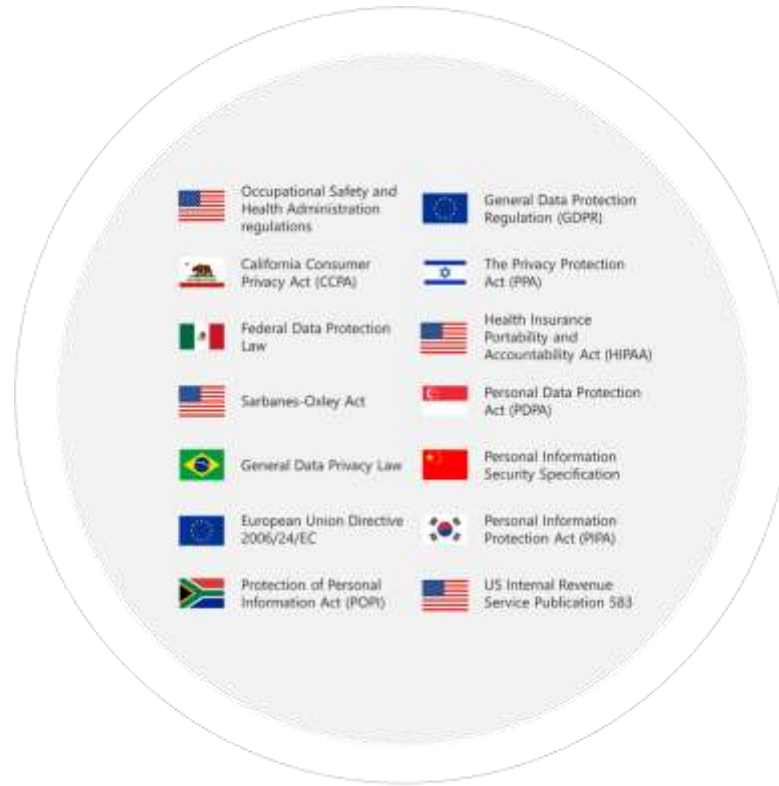 Occupational Safety and
Health Administration
regulations
California Consumer
Privacy Act (CCPA)
Federal Data Protection
Law
Sarbanes-Oxley Act
General Data Privacy Law
European Union Directive
2006/24/EC
Protection of Personal
Information Act (POPI)
General Data Protection
Regulation (GDPR)
The Privacy Protection
Act (PPA)
Health Insurance
Portability and
Accountability Act (HIPAA)
Personal Data Protection
Act (PDPA)
Personal Information
Security Specification
Personal Information
Protection Act (PIPA)
US Internal Revenue
Service Publication 583